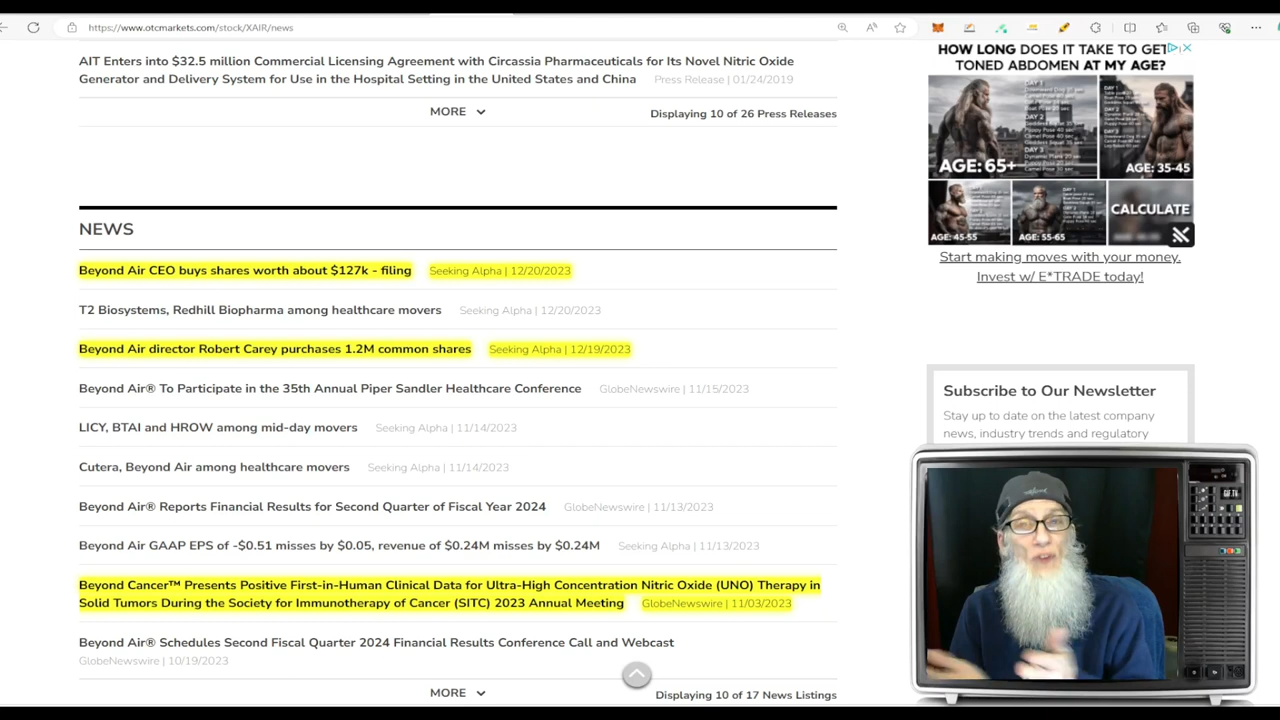 https://www.otcmarkets.com/stock/XAIR/news
AIT Enters into $32.5 million Commercial Licensing Agreement with Circassia Pharmaceuticals for Its Novel Nitric Oxide
Generator and Delivery System for Use in the Hospital Setting in the United States and China Press Release | 01/24/2019
MORE
Displaying 10 of 26 Press Releases
NEWS
Beyond Air CEO buys shares worth about $127k - filing Seeking Alpha | 12/20/2023
T2 Biosystems, Redhill Biopharma among healthcare movers Seeking Alpha | 12/20/2023
Beyond Air director Robert Carey purchases 1.2M common shares Seeking Alpha | 12/19/2023
Beyond Air® To Participate in the 35th Annual Piper Sandler Healthcare Conference GlobeNewswire | 11/15/2023
LICY, BTAI and HROW among mid-day movers Seeking Alpha | 11/14/2023
Cutera, Beyond Air among healthcare movers Seeking Alpha | 11/14/2023
Beyond Air® Reports Financial Results for Second Quarter of Fiscal Year 2024 GlobeNewswire | 11/13/2023
Beyond Air GAAP EPS of -$0.51 misses by $0.05, revenue of $0.24M misses by $0.24M Seeking Alpha | 11/13/2023
Beyond Cancer™ Presents Positive First-in-Human Clinical Data for Ultra-High Concentration Nitric Oxide (UNO) Therapy in
Solid Tumors During the Society for Immunotherapy of Cancer (SITC) 2023 Annual Meeting GlobeNewswire | 11/03/2023
Beyond Air® Schedules Second Fiscal Quarter 2024 Financial Results Conference Call and Webcast
GlobeNewswire | 10/19/2023
MORE
Displaying 10 of 17 News Listings
HOW LONG DOES IT TAKE TO GET
TONED ABDOMEN AT MY AGE?
DAY 1
DAY 2
DAY 3
AGE: 65+
AGE: 35-45
AGE: 45-55
AGE: 55-65
CALCULATE
Start making moves with your money.
Invest w/ E*TRADE today!
Subscribe to Our Newsletter
Stay up to date on the latest company
news, industry trends and regulatory
GIF.TV